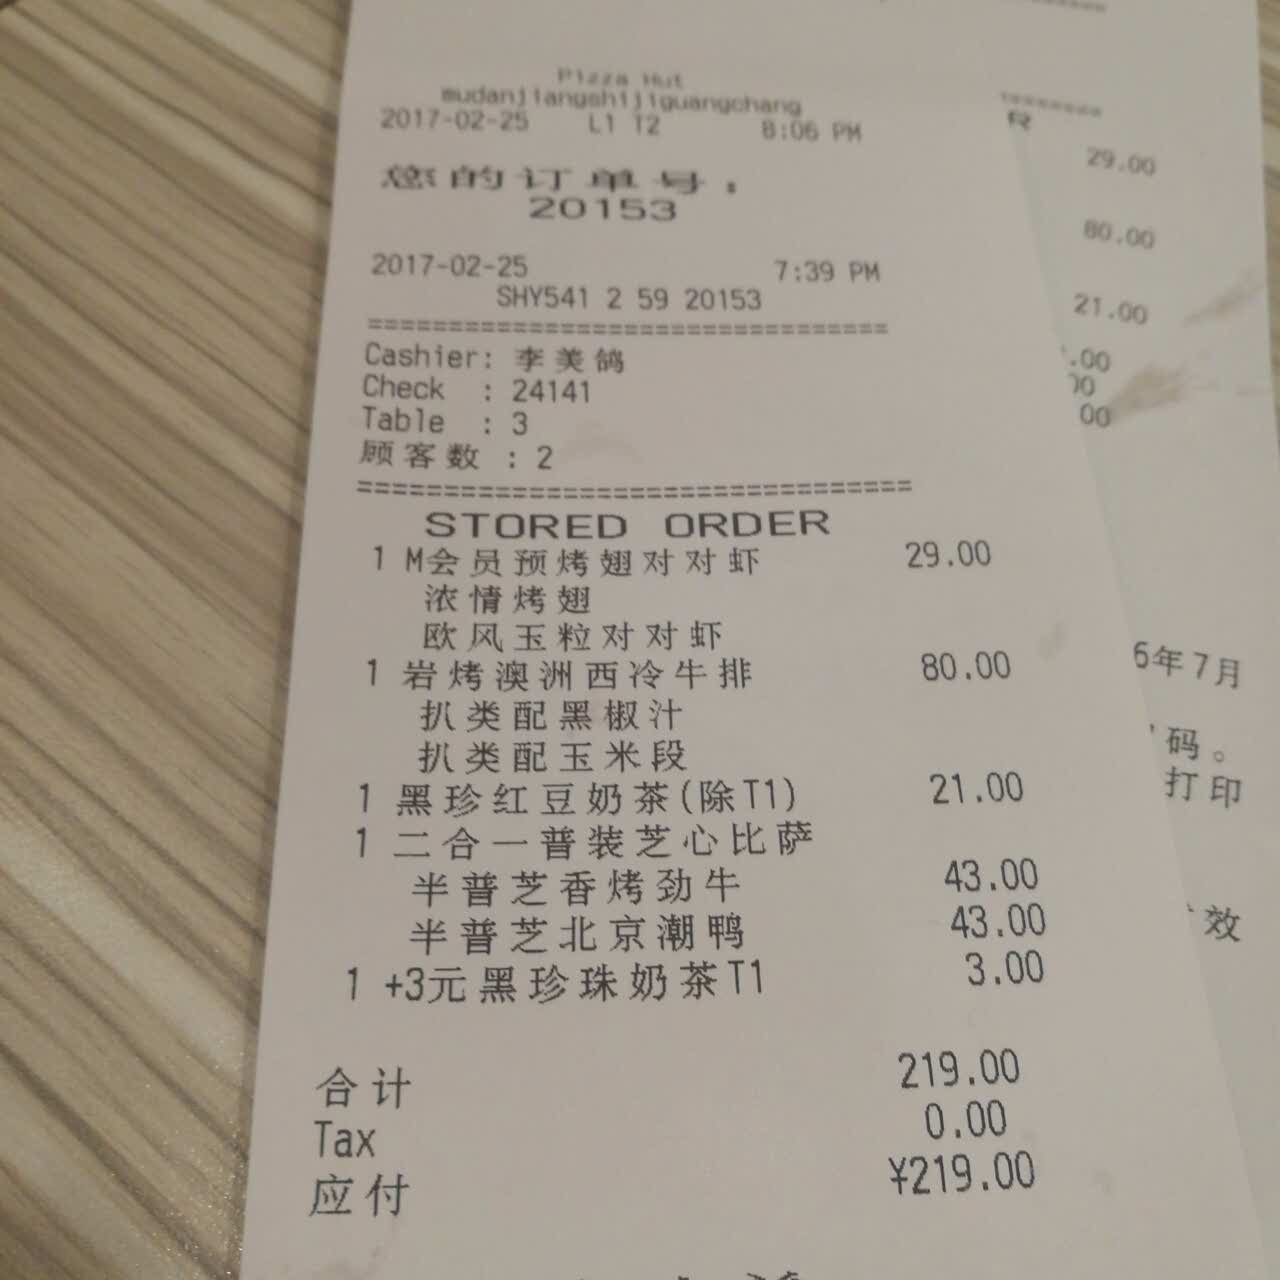 Pizza Hut
mudanjiangshijiguangchang
2017-02-25 L1 T2 8:06 PM
您的订单号：
20153
2017-02-25 7:39 PM
SHY541 2 59 20153
================================
Cashier: 李美鸽
Check : 24141
Table : 3
顾客数 : 2
================================
STORED ORDER
1 M会员预烤翅对对虾 29.00
浓情烤翅
欧风玉粒对对虾
1 岩烤澳洲西冷牛排 80.00
扒类配黑椒汁
扒类配玉米段
1 黑珍红豆奶茶(除T1) 21.00
1 二合一普装芝心比萨
半普芝香烤劲牛 43.00
半普芝北京潮鸭 43.00
1 +3元黑珍珠奶茶T1 3.00
合计 219.00
Tax 0.00
应付 ¥219.00
R
29.00
80.00
21.00
.00
00
00
6年7月
码。
打印
效